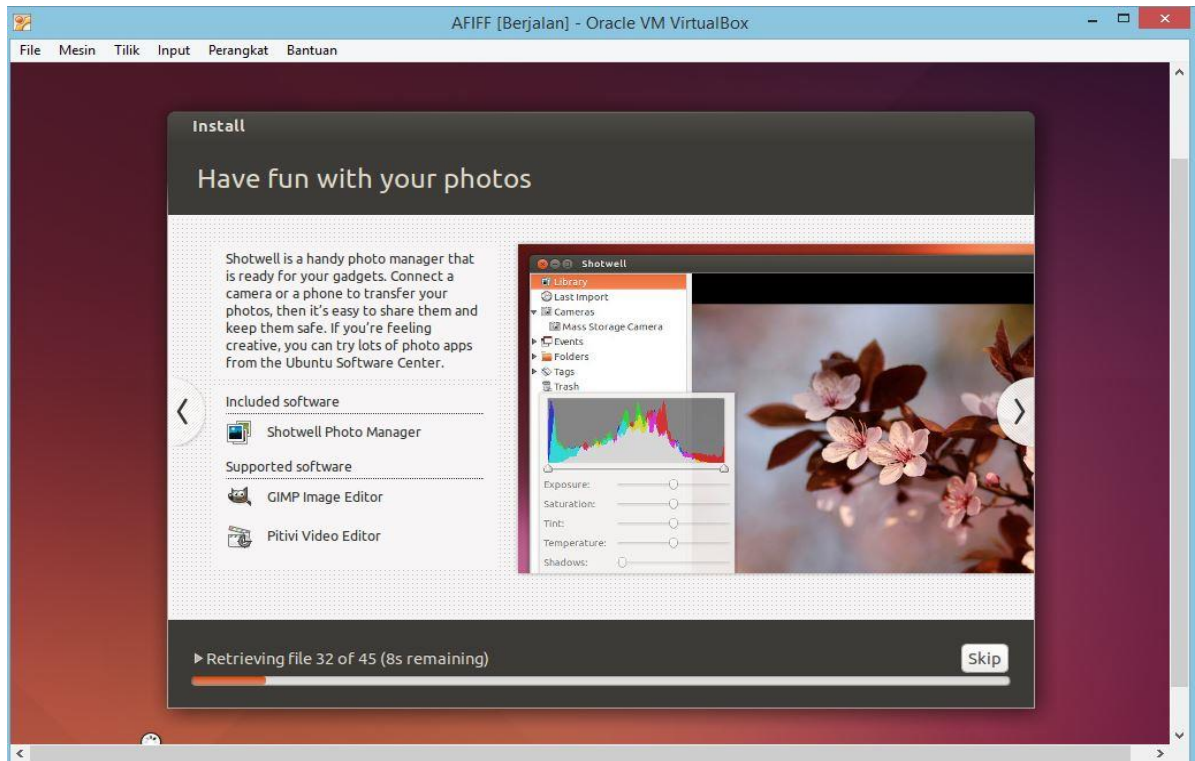 AFIFF [Berjalan] - Oracle VM VirtualBox
File Mesin Tilik Input Perangkat Bantuan
Install
Have fun with your photos
Shotwell is a handy photo manager that
is ready for your gadgets. Connect a
camera or a phone to transfer your
photos, then it's easy to share them and
keep them safe. If you're feeling
creative, you can try lots of photo apps
from the Ubuntu Software Center.
Included software
Shotwell Photo Manager
Supported software
GIMP Image Editor
Pitivi Video Editor
Shotwell
Library
Last Import
Cameras
Mass Storage Camera
Events
Folders
Tags
Trash
Exposure:
Saturation:
Tint:
Temperature:
Shadows:
Retrieving file 32 of 45 (8s remaining)
Skip